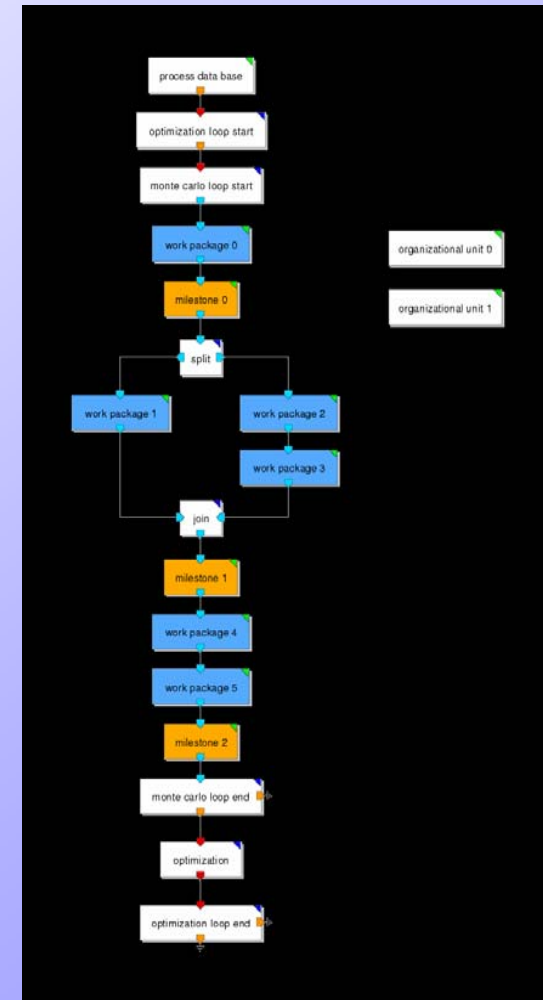 process data base
optimization loop start
monte carlo loop start
work package 0
organizational unit 0
milestone 0
organizational unit 1
split
work package 1
work package 2
work package 3
join
milestone 1
work package 4
work package 5
milestone 2
monte carlo loop end
optimization
optimization loop end